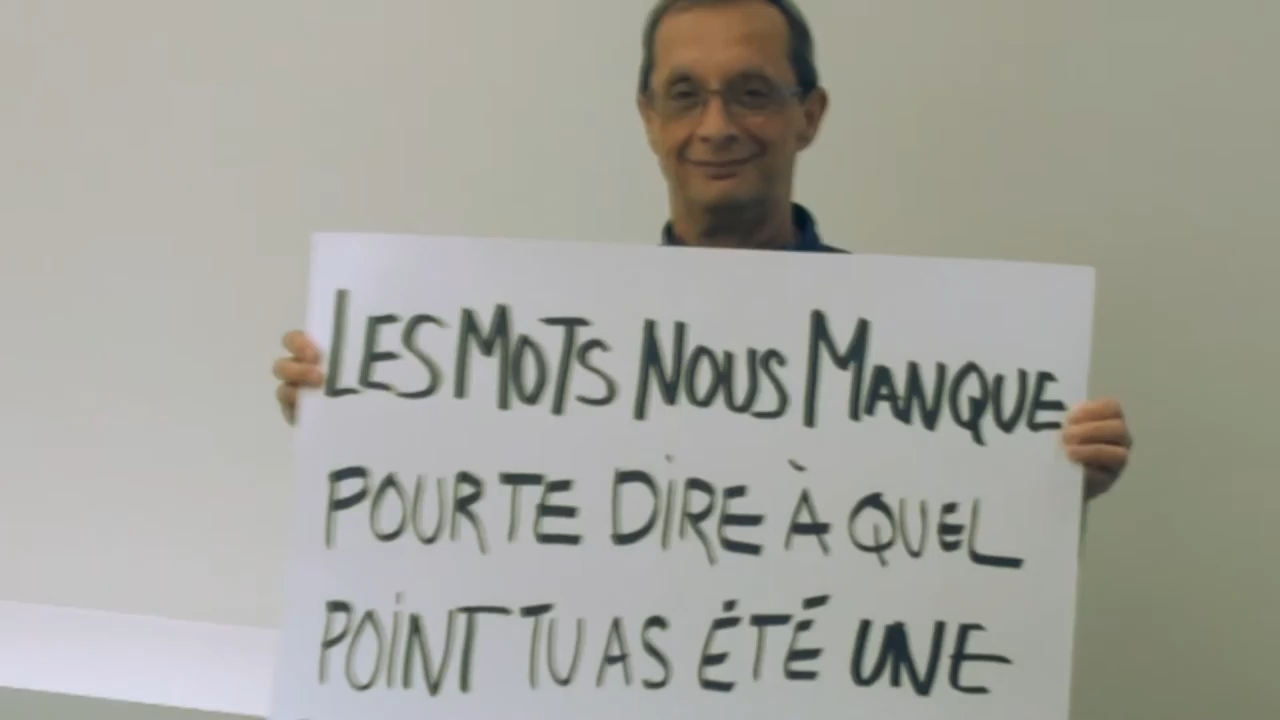 LES MOTS NOUS MANQUE
POUR TE DIRE À QUEL
POINT TU AS ÉTÉ UNE